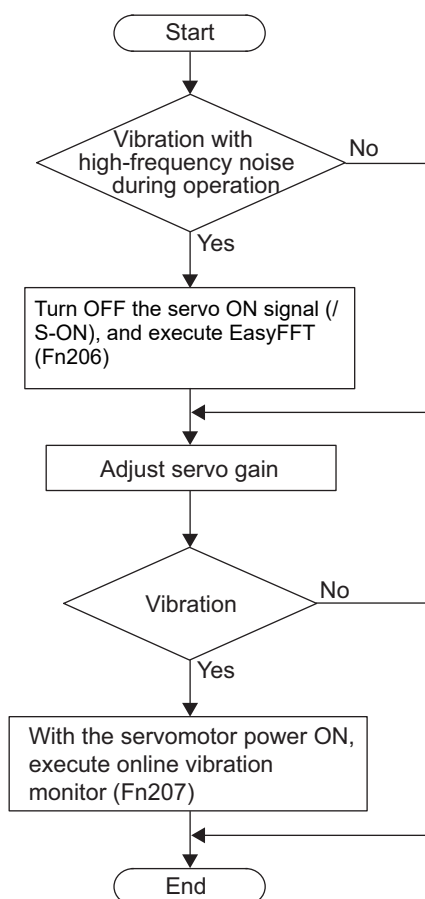 Start
Vibration with
high-frequency noise
during operation
No
Yes
Turn OFF the servo ON signal (/
S-ON), and execute EasyFFT
(Fn206)
Adjust servo gain
Vibration
No
Yes
With the servomotor power ON,
execute online vibration
monitor (Fn207)
End